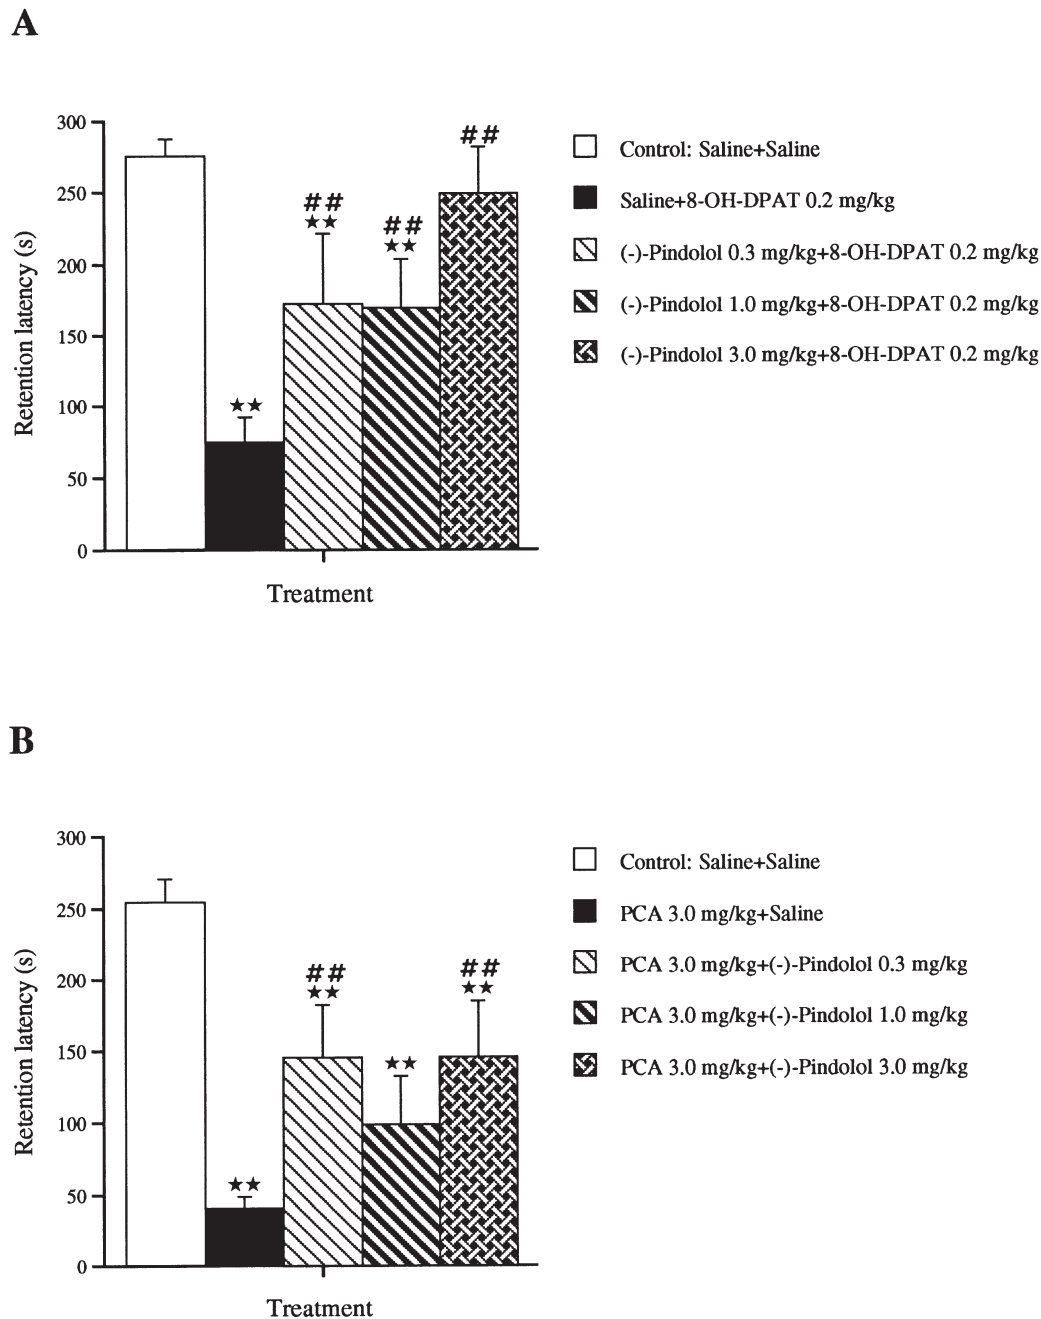 A
300
250
200
150
100
50
0
Retention latency (s)
★★
##
★★
##
★★
##
Treatment
Control: Saline+Saline
Saline+8-OH-DPAT 0.2 mg/kg
(-)-Pindolol 0.3 mg/kg+8-OH-DPAT 0.2 mg/kg
(-)-Pindolol 1.0 mg/kg+8-OH-DPAT 0.2 mg/kg
(-)-Pindolol 3.0 mg/kg+8-OH-DPAT 0.2 mg/kg
B
300
250
200
150
100
50
0
Retention latency (s)
★★
##
★★
★★
##
★★
Treatment
Control: Saline+Saline
PCA 3.0 mg/kg+Saline
PCA 3.0 mg/kg+(-)-Pindolol 0.3 mg/kg
PCA 3.0 mg/kg+(-)-Pindolol 1.0 mg/kg
PCA 3.0 mg/kg+(-)-Pindolol 3.0 mg/kg